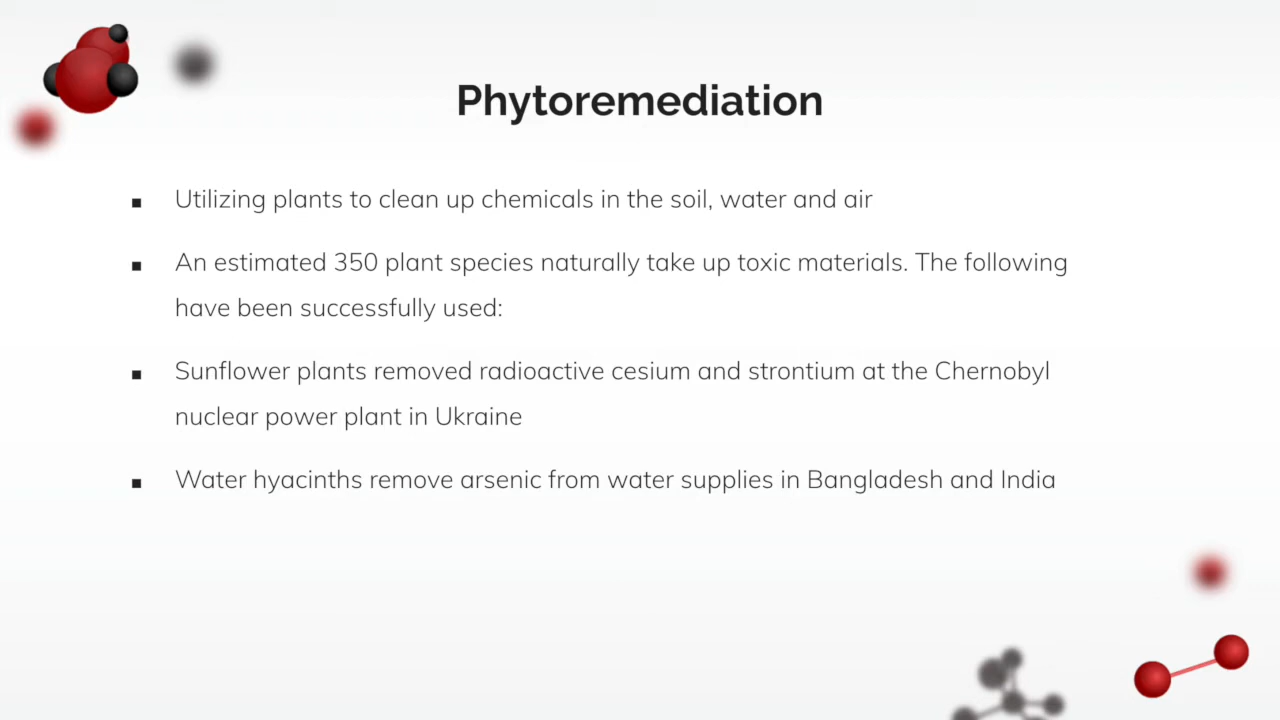 Phytoremediation
▪ Utilizing plants to clean up chemicals in the soil, water and air
▪ An estimated 350 plant species naturally take up toxic materials. The following
have been successfully used:
▪ Sunflower plants removed radioactive cesium and strontium at the Chernobyl
nuclear power plant in Ukraine
▪ Water hyacinths remove arsenic from water supplies in Bangladesh and India